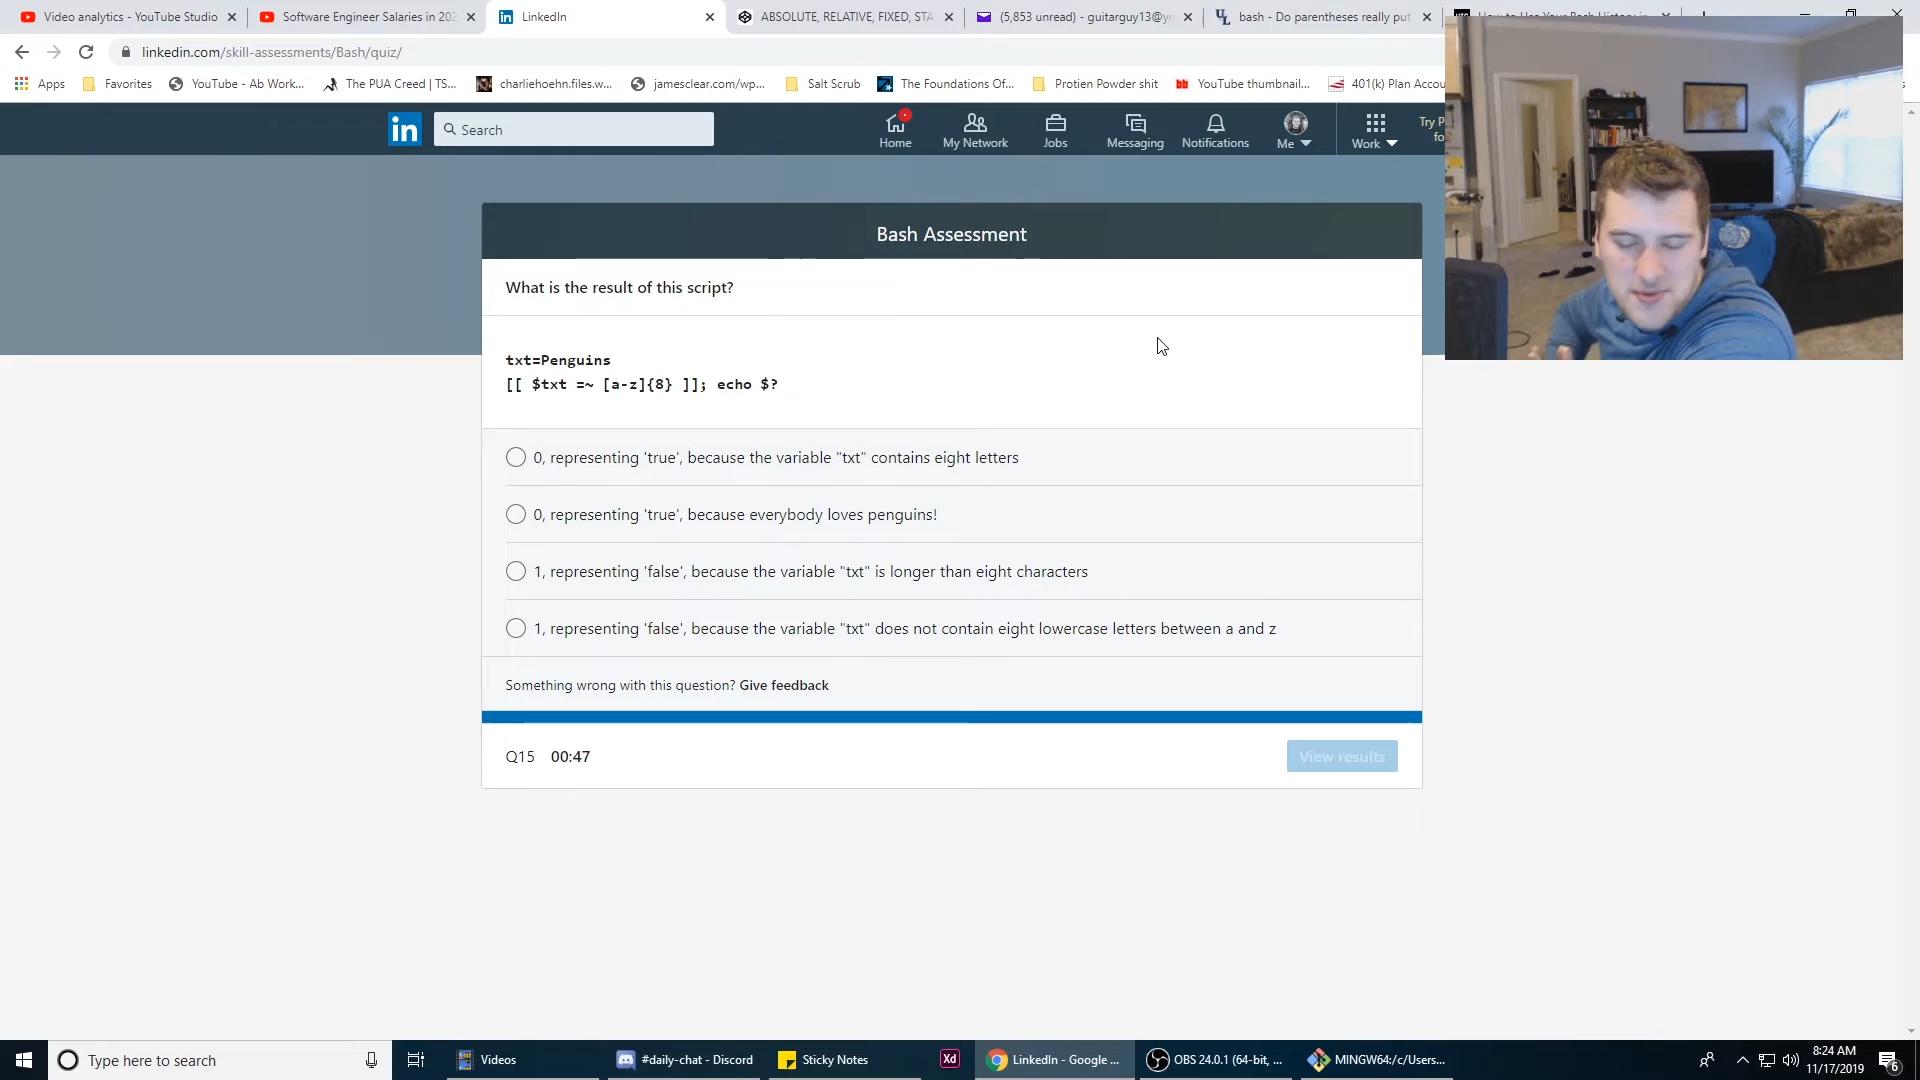 Video analytics - YouTube Studio
Software Engineer Salaries in 202
LinkedIn
ABSOLUTE, RELATIVE, FIXED, STA
(5,853 unread) - guitarguy13@y
bash - Do parentheses really put
How to Use Your Bash History in
linkedin.com/skill-assessments/Bash/quiz/
Apps
Favorites
YouTube - Ab Work...
The PUA Creed | TS...
charliehoehn.files.w...
jamesclear.com/wp...
Salt Scrub
The Foundations Of...
Protien Powder shit
YouTube thumbnail...
401(k) Plan Accou
in
Search
Home
My Network
Jobs
Messaging
Notifications
Me
Work
Try P
fo
Bash Assessment
What is the result of this script?
txt=Penguins
[[ $txt =~ [a-z]{8} ]]; echo $?
0, representing 'true', because the variable "txt" contains eight letters
0, representing 'true', because everybody loves penguins!
1, representing 'false', because the variable "txt" is longer than eight characters
1, representing 'false', because the variable "txt" does not contain eight lowercase letters between a and z
Something wrong with this question? Give feedback
Q15 00:47
View results
Type here to search
Videos
#daily-chat - Discord
Sticky Notes
Xd
LinkedIn - Google ...
OBS 24.0.1 (64-bit, ...
MINGW64:/c/Users...
8:24 AM
11/17/2019
6